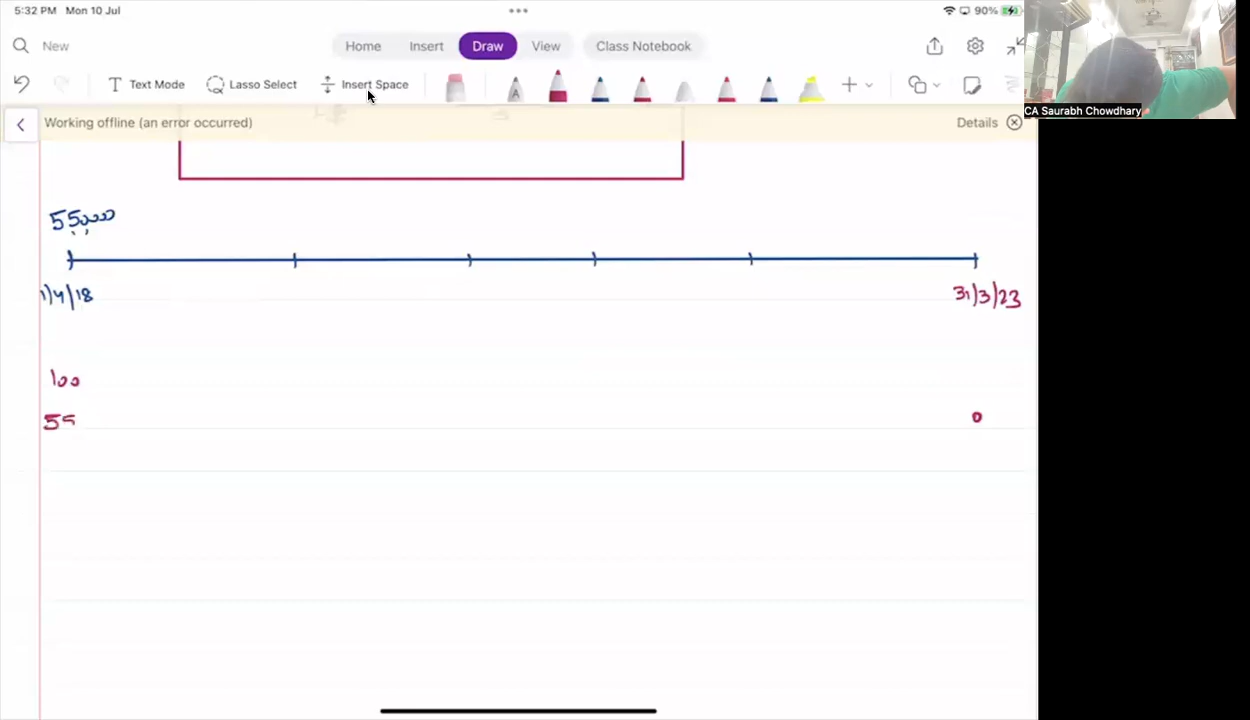 5:32 PM Mon 10 Jul
90%
New
Home Insert Draw View Class Notebook
Text Mode Lasso Select Insert Space
A
CA Saurabh Chowdhary
Working offline (an error occurred)
Details
1/4/18
31/3/23
100
55
0